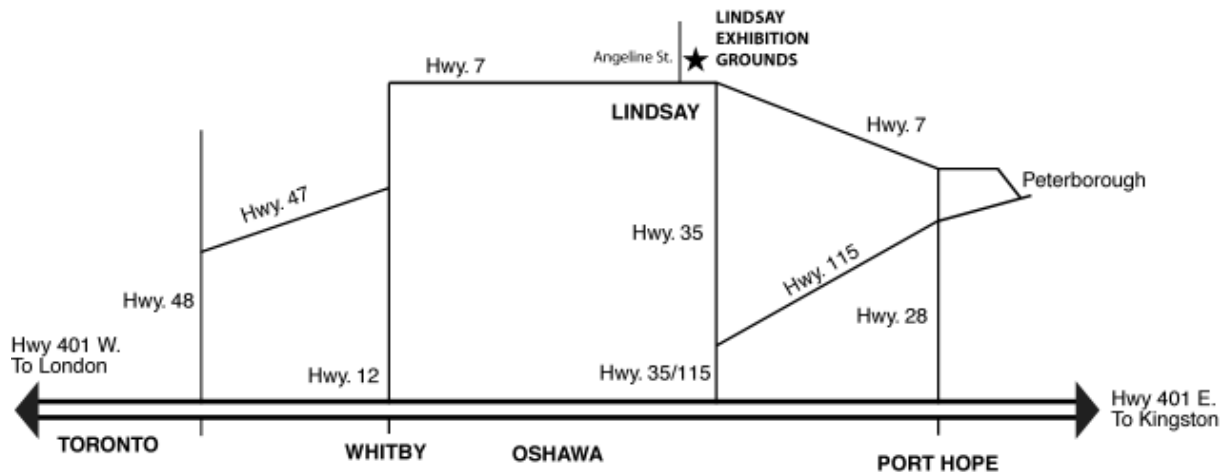 LINDSAY
EXHIBITION
GROUNDS
Angeline St.
Hwy. 7
LINDSAY
Hwy. 7
Peterborough
Hwy. 47
Hwy. 35
Hwy. 115
Hwy. 48
Hwy. 28
Hwy 401 W.
To London
Hwy. 12
Hwy. 35/115
Hwy 401 E.
To Kingston
TORONTO
WHITBY
OSHAWA
PORT HOPE